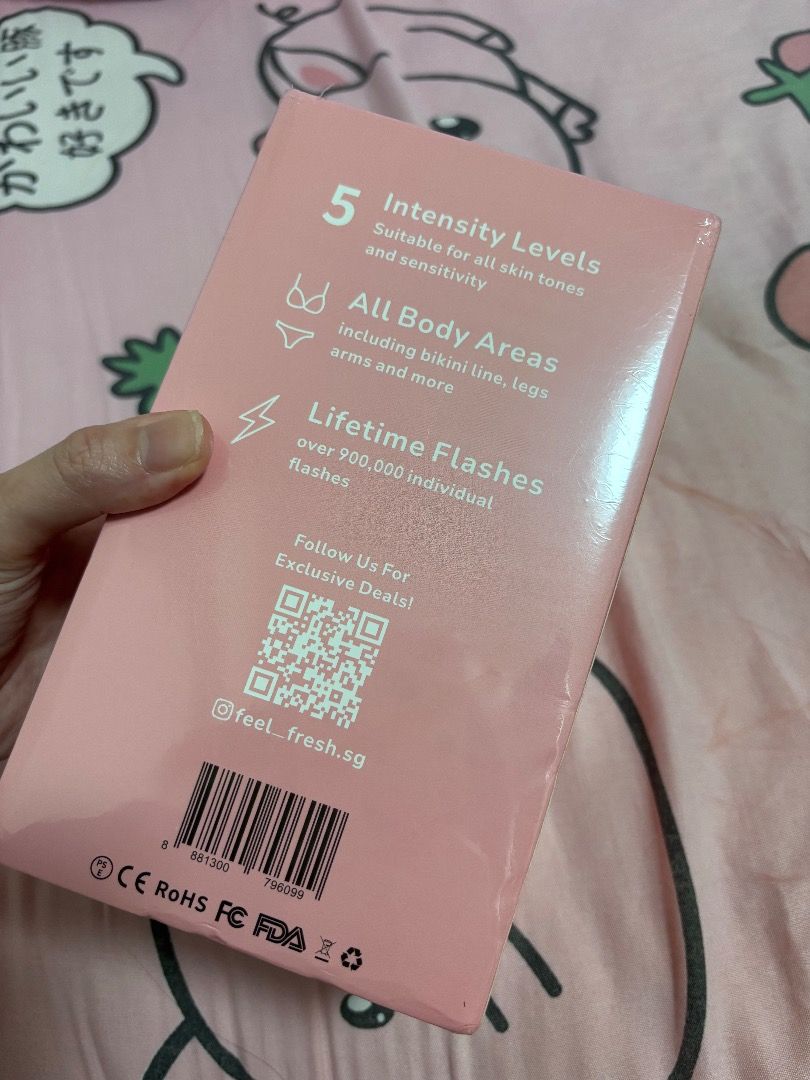 かわいい豚
好きです
5 Intensity Levels
Suitable for all skin tones
and sensitivity
All Body Areas
including bikini line, legs
arms and more
Lifetime Flashes
over 900,000 individual
flashes
Follow Us For
Exclusive Deals!
feel_fresh.sg
8 881300 796099
PS
E
CE RoHS FC FDA